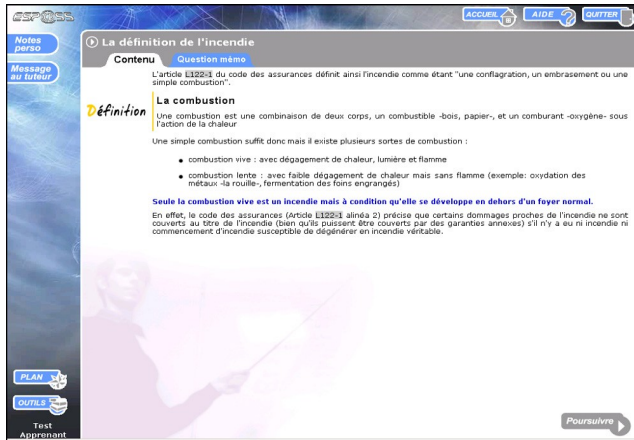 ESPOSS
ACCUEIL
AIDE
QUITTER
Notes
perso
Message
au tuteur
La définition de l'incendie
Contenu
Question mémo
L'article L122-1 du code des assurances définit ainsi l'incendie comme étant "une conflagration, un embrasement ou une
simple combustion".
Définition
La combustion
Une combustion est une combinaison de deux corps, un combustible -bois, papier-, et un comburant -oxygène- sous
l'action de la chaleur
Une simple combustion suffit donc mais il existe plusieurs sortes de combustion :
combustion vive : avec dégagement de chaleur, lumière et flamme
combustion lente : avec faible dégagement de chaleur mais sans flamme (exemple: oxydation des
métaux -la rouille-, fermentation des foins engrangés)
Seule la combustion vive est un incendie mais à condition qu'elle se développe en dehors d'un foyer normal.
En effet, le code des assurances (Article L122-1 alinéa 2) précise que certains dommages proches de l'incendie ne sont
couverts au titre de l'incendie (bien qu'ils puissent être couverts par des garanties annexes) s'il n'y a eu ni incendie ni
commencement d'incendie susceptible de dégénérer en incendie véritable.
PLAN
OUTILS
Test
Apprenant
Poursuivre